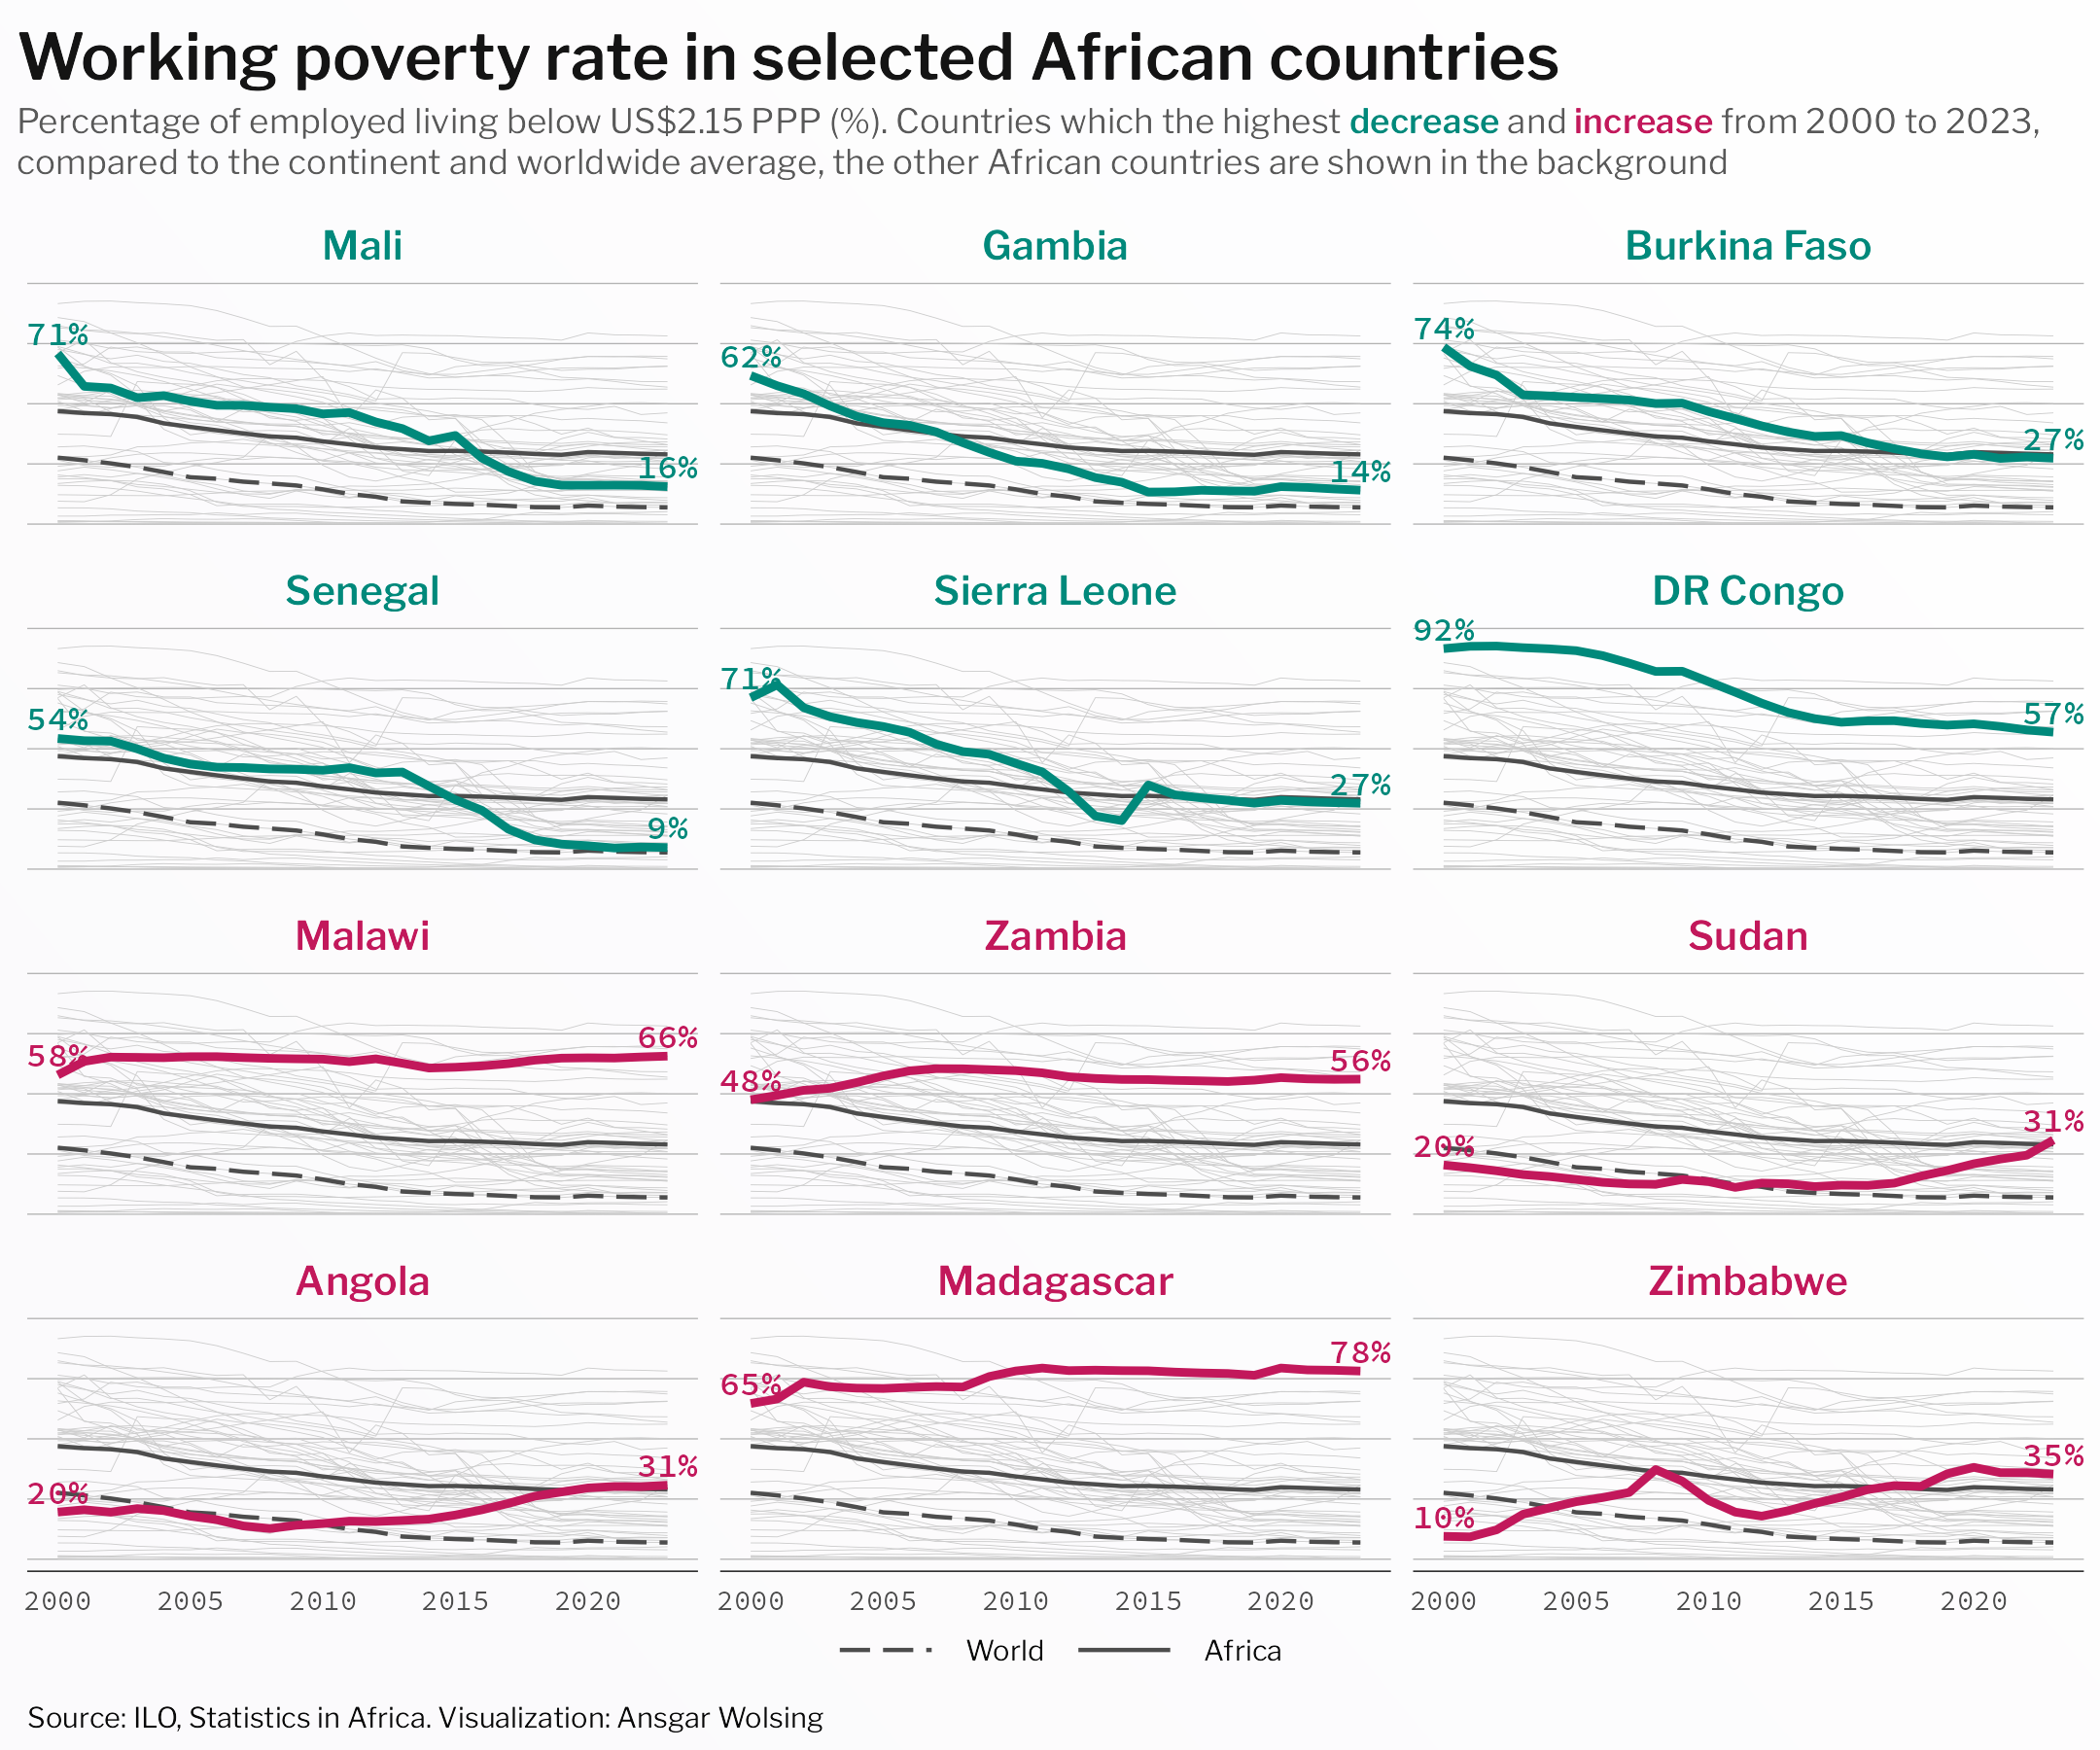 Working poverty rate in selected African countries
Percentage of employed living below US$2.15 PPP (%). Countries which the highest decrease and increase from 2000 to 2023,
compared to the continent and worldwide average, the other African countries are shown in the background
Mali
71%
16%
Gambia
62%
14%
Burkina Faso
74%
27%
Senegal
54%
9%
Sierra Leone
71%
27%
DR Congo
92%
57%
Malawi
58%
66%
Zambia
48%
56%
Sudan
20%
31%
Angola
20%
31%
Madagascar
65%
78%
Zimbabwe
10%
35%
2000 2005 2010 2015 2020
2000 2005 2010 2015 2020
2000 2005 2010 2015 2020
World Africa
Source: ILO, Statistics in Africa. Visualization: Ansgar Wolsing